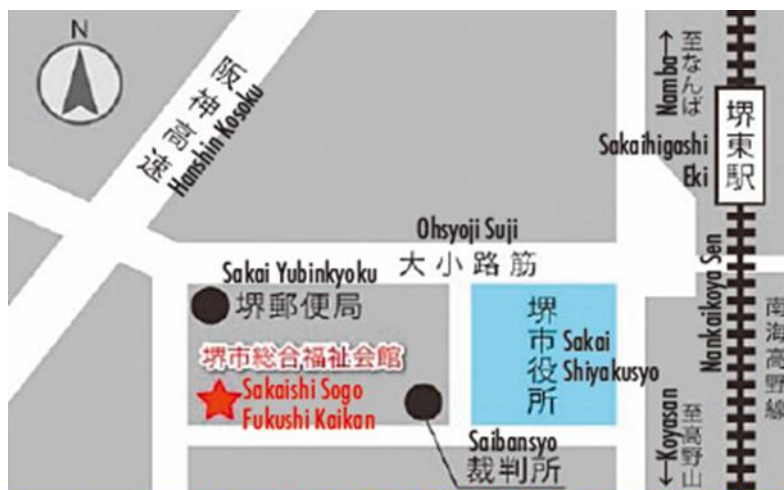 N
阪神高速
Hanshin Kosoku
Namba→
至なんば
Sakaihigashi
Eki
堺東駅
Ohsyoji Suji
大小路筋
Sakai Yubinkyoku
堺郵便局
堺市総合福祉会館
Sakaishi Sogo
Fukushi Kaikan
堺市役所
Sakai
Shiyakusyo
Saibansyo
裁判所
Nankaikoya Sen
南海高野線
←Koyasan
至高野山